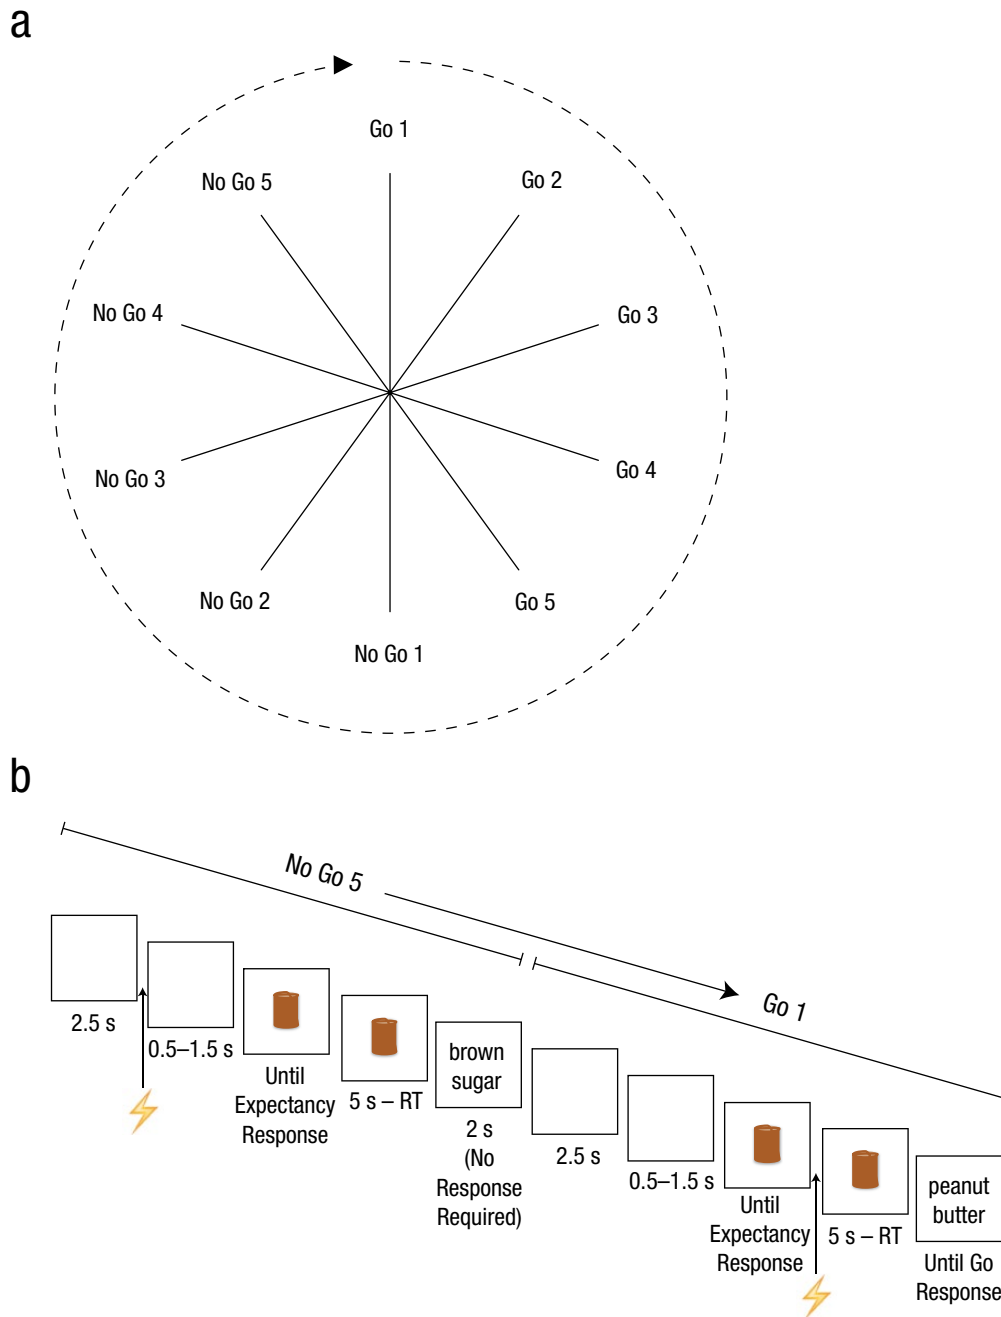 a
Go 1
No Go 5
Go 2
No Go 4
Go 3
No Go 3
Go 4
No Go 2
Go 5
No Go 1
b
No Go 5
Go 1
2.5 s
0.5–1.5 s
Until
Expectancy
Response
5 s – RT
brown
sugar
2 s
(No
Response
Required)
2.5 s
0.5–1.5 s
Until
Expectancy
Response
5 s – RT
peanut
butter
Until Go
Response